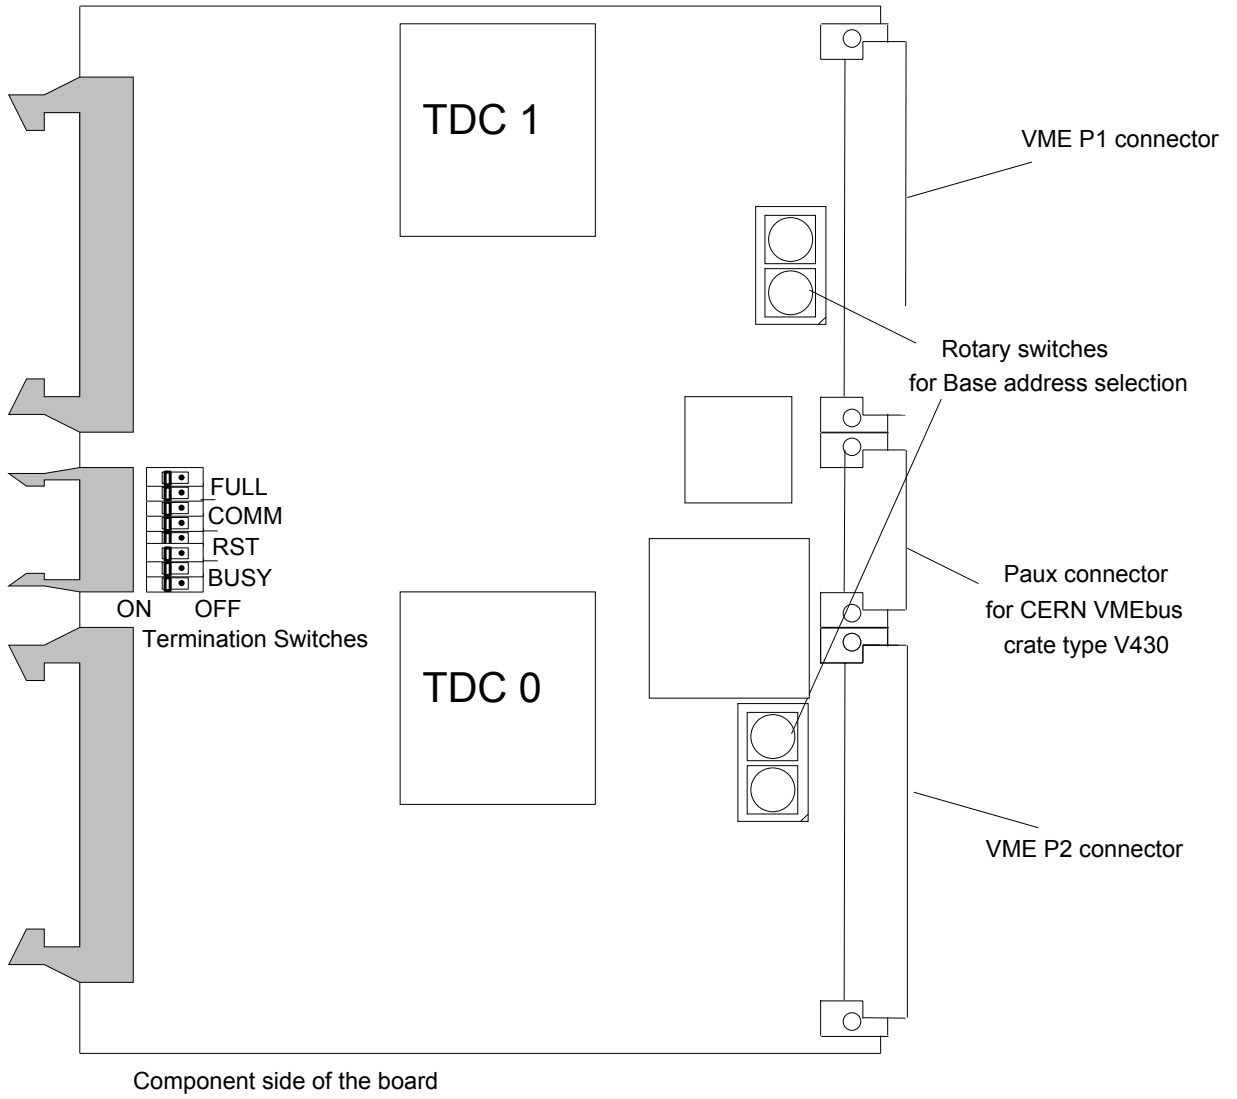 TDC 1
VME P1 connector
Rotary switches
for Base address selection
FULL
COMM
RST
BUSY
ON OFF
Termination Switches
Paux connector
for CERN VMEbus
crate type V430
TDC 0
VME P2 connector
Component side of the board